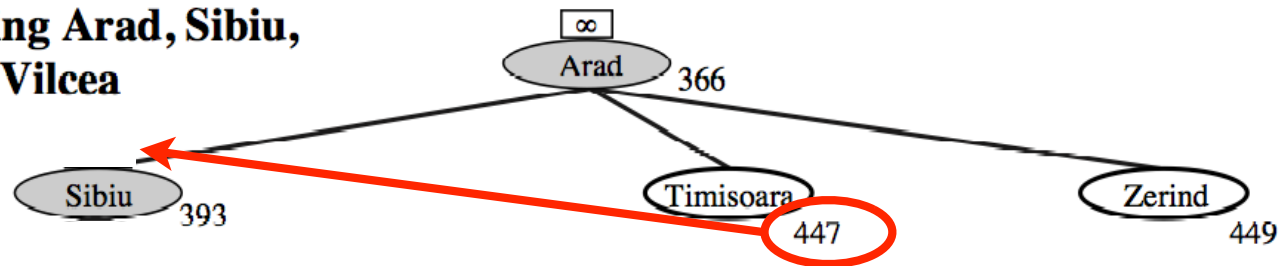 ng Arad, Sibiu,
Vilcea
∞
Arad
366
Sibiu
393
Timisoara
447
Zerind
449